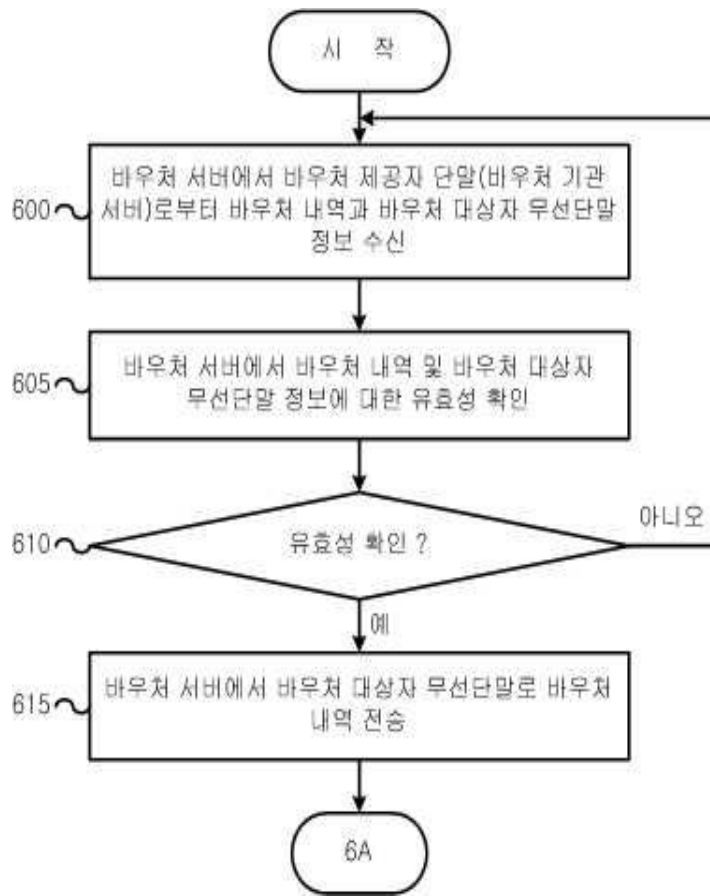 시 작
바우처 서버에서 바우처 제공자 단말(바우처 기관
600
서버)로부터 바우처 내역과 바우처 대상자 무선단말
정보 수신
바우처 서버에서 바우처 내역 및 바우처 대상자
605
무선단말 정보에 대한 유효성 확인
아니오
610
유효성 확인 ?
예
바우처 서버에서 바우처 대상자 무선단말로 바우처
615
내역 전송
6A